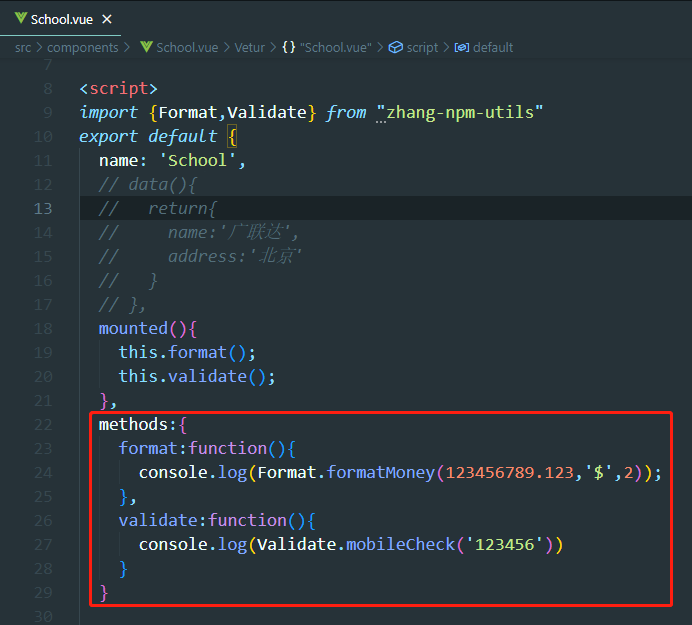 School.vue ×
src > components > School.vue > Vetur > {} "School.vue" > script > default
7
8 <script>
9 import {Format,Validate} from "zhang-npm-utils"
10 export default {
11 name: 'School',
12 // data(){
13 // return{
14 // name:'广联达',
15 // address:'北京'
16 // }
17 // },
18 mounted(){
19 this.format();
20 this.validate();
21 },
22 methods:{
23 format:function(){
24 console.log(Format.formatMoney(123456789.123,'$',2));
25 },
26 validate:function(){
27 console.log(Validate.mobileCheck('123456'))
28 }
29 }
30